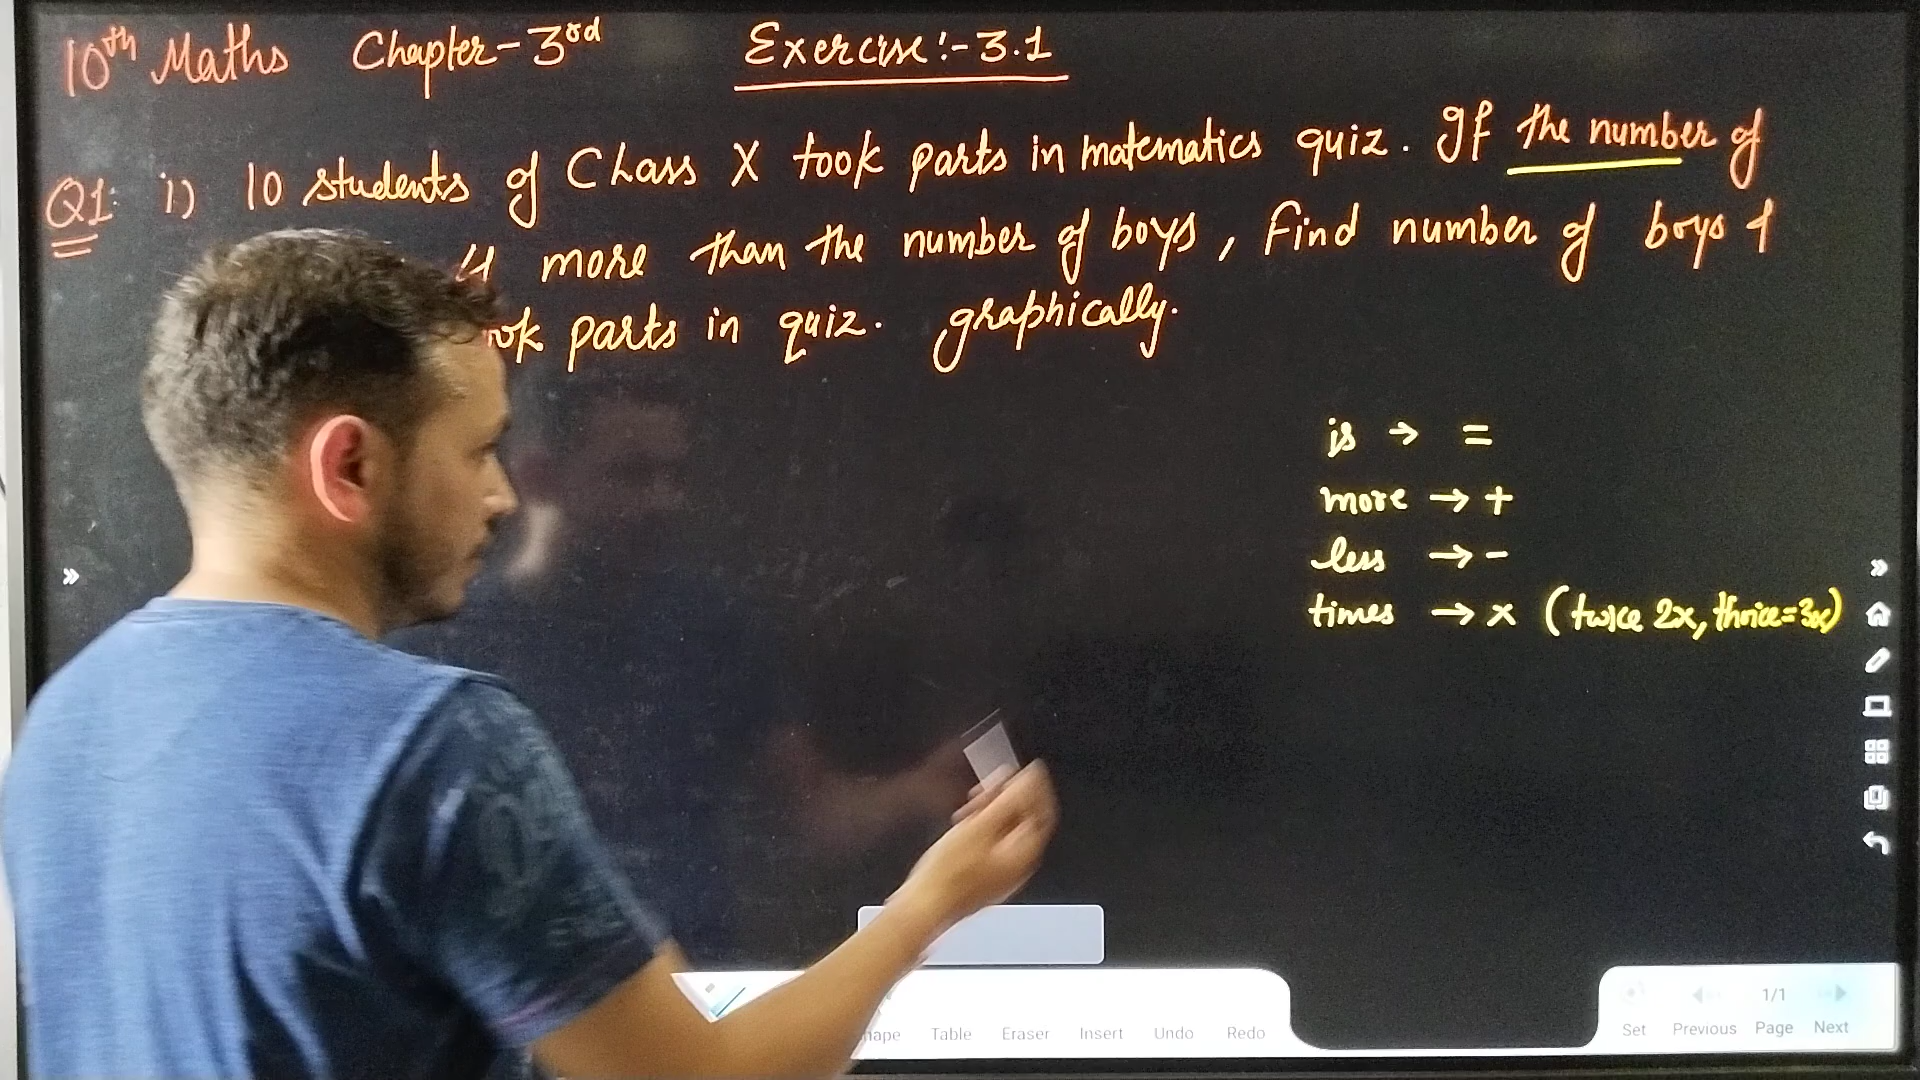 10th Maths Chapter-3rd Exercise:-3.1
Q1: i) 10 students of Class X took parts in matematics quiz. If the number of
4 more than the number of boys, Find number of boys &
ok parts in quiz. graphically.
is → =
more → +
less → -
times → × (twice 2x, thrice=3x)
Table Eraser Insert Undo Redo
1/1
Set Previous Page Next